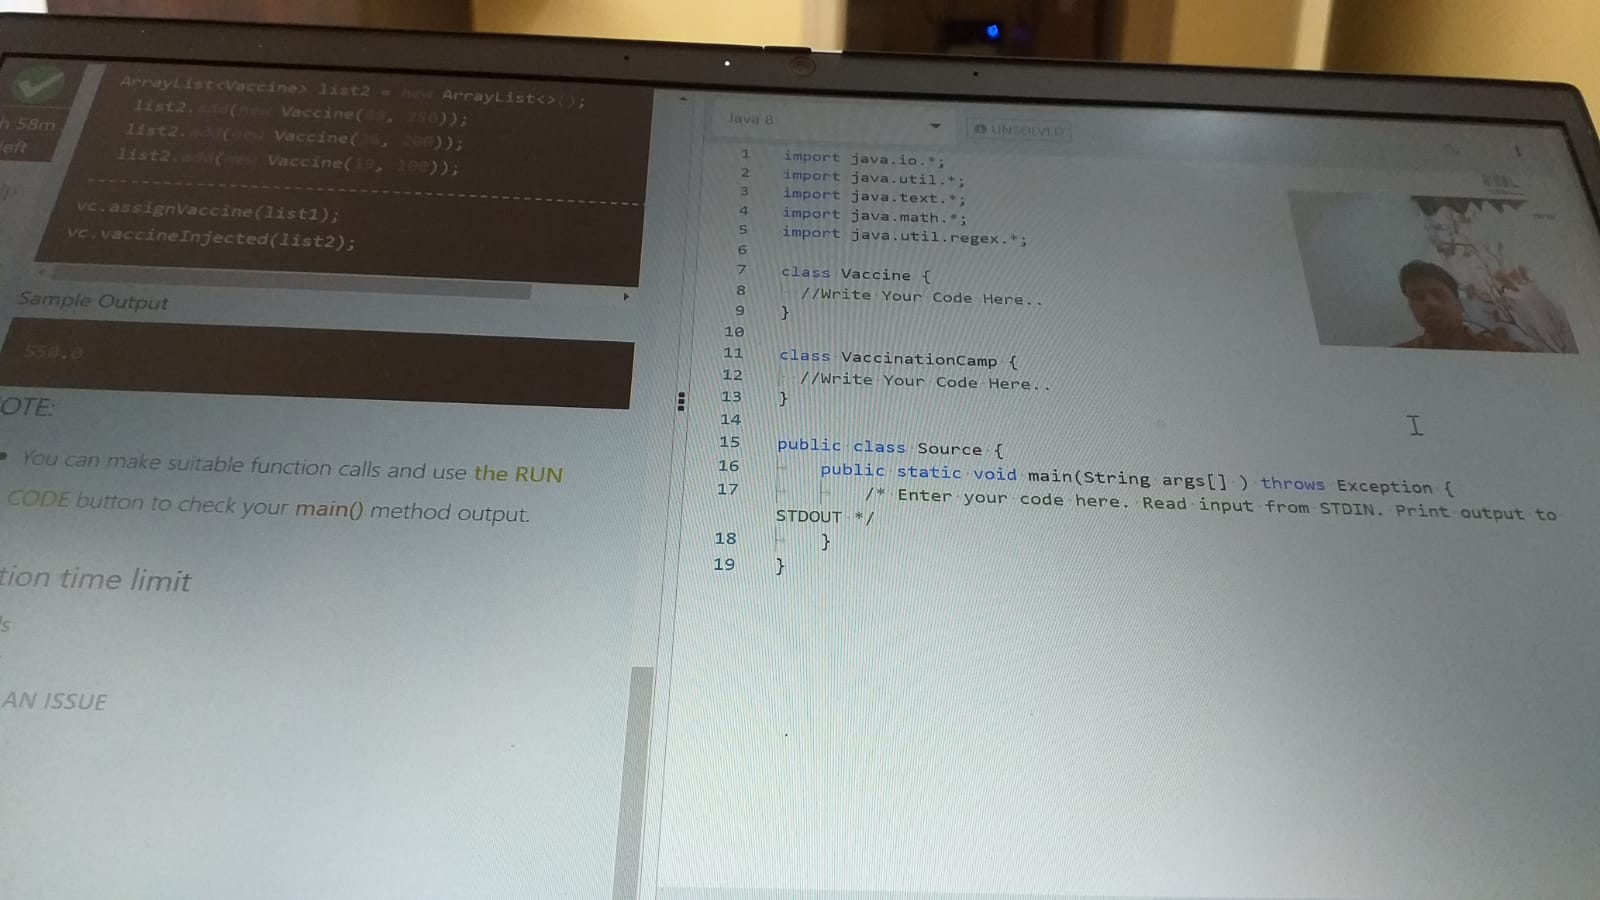 ArrayList<Vaccine> list2 = new ArrayList<>();
list2.add(new Vaccine(, 250));
list2.add(new Vaccine(, 200));
list2.add(new Vaccine(19, 100));
vc.assignVaccine(list1);
vc.vaccineInjected(list2);
Sample Output
550.0
OTE:
• You can make suitable function calls and use the RUN
CODE button to check your main() method output.
tion time limit
AN ISSUE
h 58m
left
Java 8
UNSOLVED
1 import java.io.*;
2 import java.util.*;
3 import java.text.*;
4 import java.math.*;
5 import java.util.regex.*;
6
7 class Vaccine {
8 //Write Your Code Here..
9 }
10
11 class VaccinationCamp {
12 //Write Your Code Here..
13 }
14
15 public class Source {
16 public static void main(String args[] ) throws Exception {
17 /* Enter your code here. Read input from STDIN. Print output to
STDOUT */
18 }
19 }